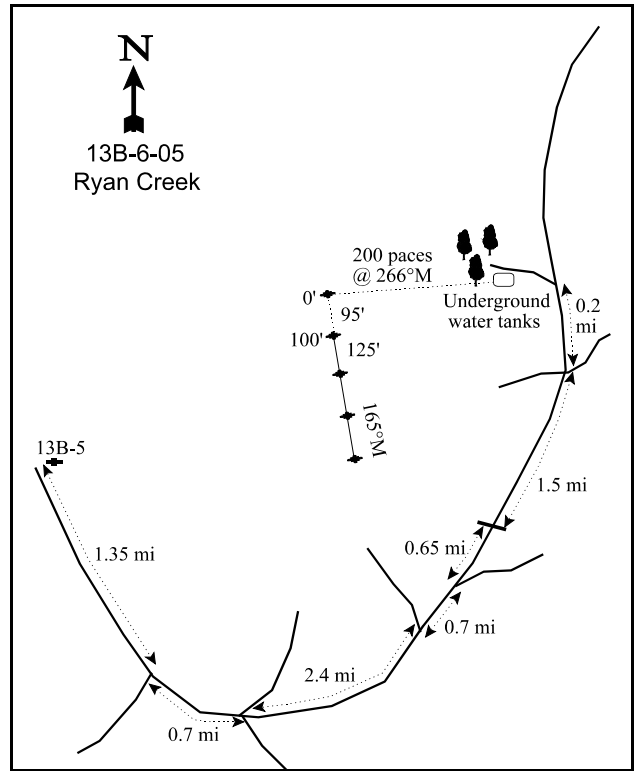 N
13B-6-05
Ryan Creek
200 paces
@ 266°M
0'
95'
Underground
water tanks
0.2
mi
100'
125'
165°M
13B-5
1.5 mi
1.35 mi
0.65 mi
0.7 mi
2.4 mi
0.7 mi